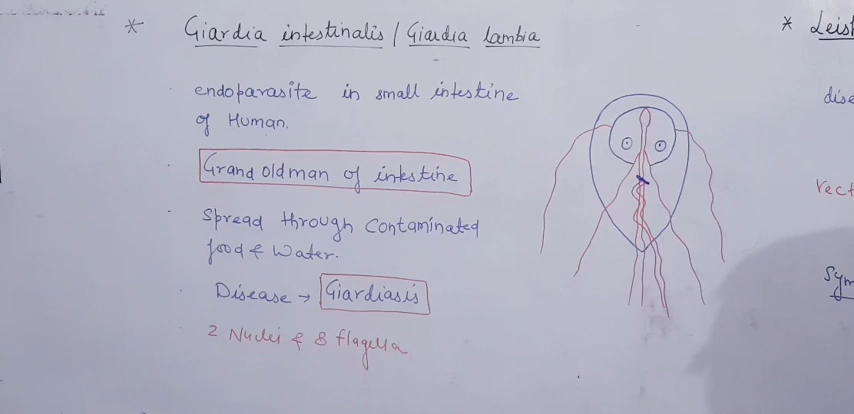 * Giardia intestinalis / Giardia Lambia
endoparasite in small intestine
of Human.
Grand old man of intestine
Spread through Contaminated
food & Water.
Disease → Giardiasis
2 Nuclei & 8 flagella
* Leis
dise
Vect
Sym